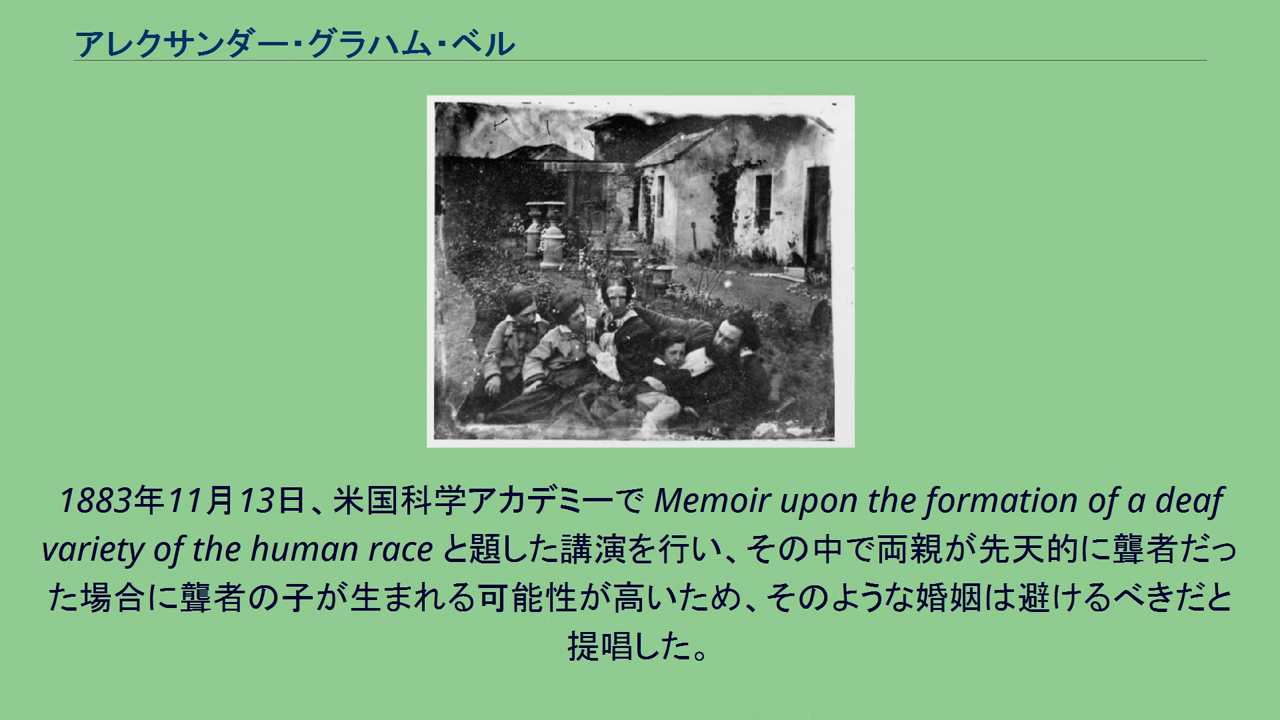 アレクサンダー・グラハム・ベル
1883年11月13日、米国科学アカデミーで Memoir upon the formation of a deaf
variety of the human race と題した講演を行い、その中で両親が先天的に聾者だっ
た場合に聾者の子が生まれる可能性が高いため、そのような婚姻は避けるべきだと
提唱した。